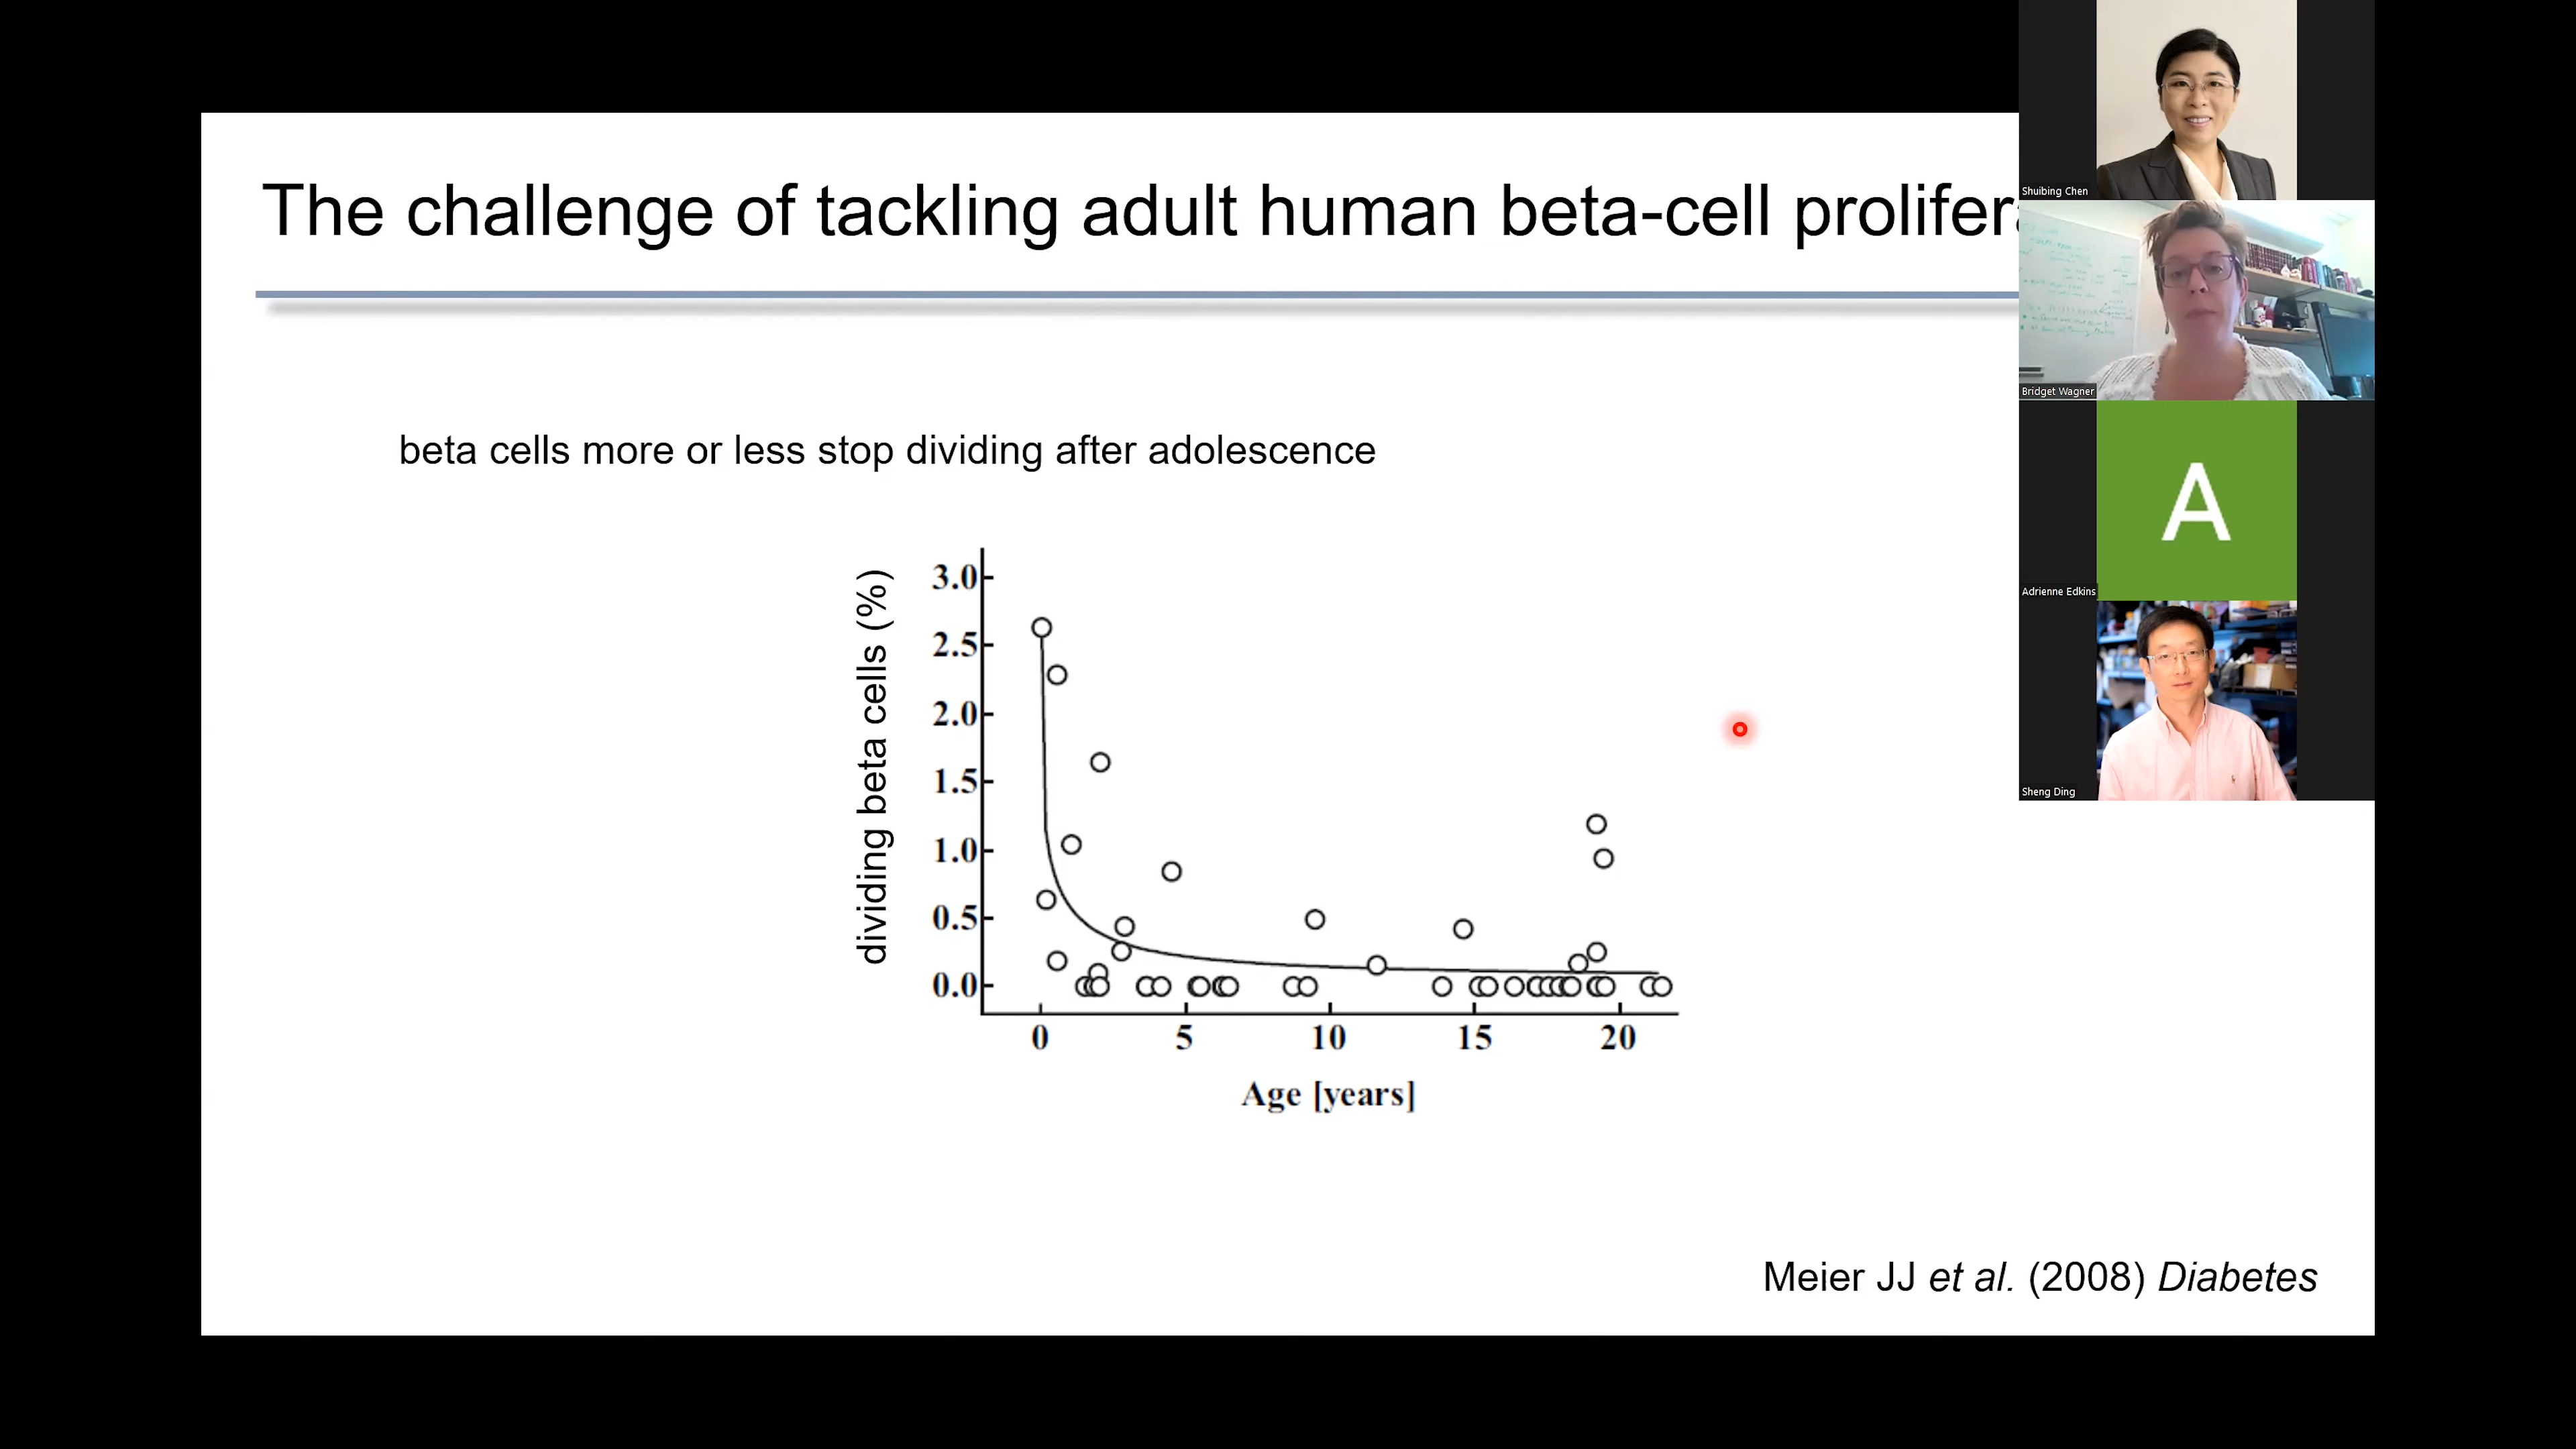 The challenge of tackling adult human beta-cell prolifera
beta cells more or less stop dividing after adolescence
dividing beta cells (%)
3.0
2.5
2.0
1.5
1.0
0.5
0.0
0 5 10 15 20
Age [years]
Meier JJ et al. (2008) Diabetes
Shuibing Chen
Bridget Wagner
A
Adrienne Edkins
Sheng Ding